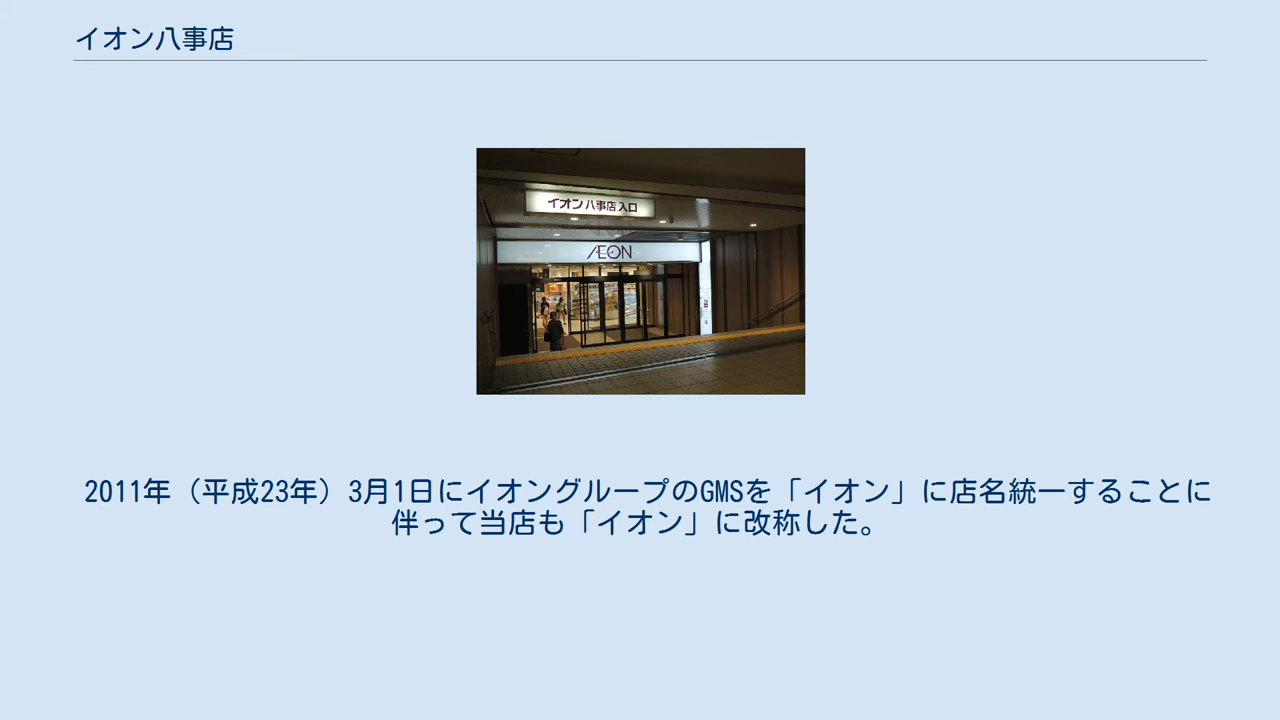 イオン八事店
イオン八事店 入口
ÆON
2011年（平成23年）3月1日にイオングループのGMSを「イオン」に店名統一することに
伴って当店も「イオン」に改称した。